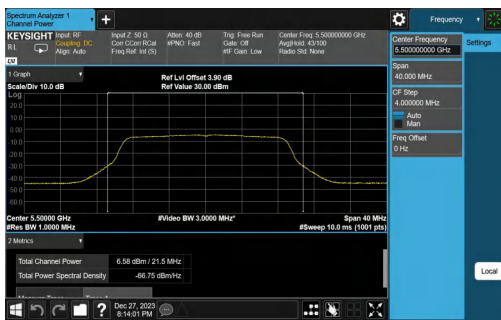 Spectrum Analyzer 1
Channel Power
+
Frequency
KEYSIGHT
RL
Input: RF
Coupling: DC
Align: Auto
Input Z: 50 Ω
Corr CCorr RCal
Freq Ref: Int (S)
Atten: 40 dB
#PNO: Fast
Trig: Free Run
Gate: Off
#IF Gain: Low
Center Freq: 5.500000000 GHz
Avg|Hold: 43/100
Radio Std: None
LXI
Center Frequency
5.500000000 GHz
Settings
Span
40.000 MHz
CF Step
4.000000 MHz
Auto
Man
Freq Offset
0 Hz
Local
1 Graph
Scale/Div 10.0 dB
Ref Lvl Offset 3.90 dB
Ref Value 30.00 dBm
Log
20.0
10.0
0.00
-10.0
-20.0
-30.0
-40.0
-50.0
-60.0
Center 5.50000 GHz
#Video BW 3.0000 MHz*
Span 40 MHz
#Res BW 1.0000 MHz
#Sweep 10.0 ms (1001 pts)
2 Metrics
Total Channel Power 6.58 dBm / 21.5 MHz
Total Power Spectral Density -66.75 dBm/Hz
?
Dec 27, 2023
8:14:01 PM